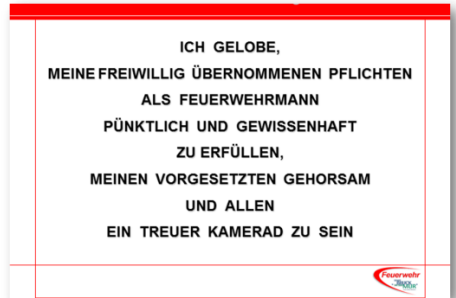 ICH GELOBE,
MEINE FREIWILLIG ÜBERNOMMENEN PFLICHTEN
ALS FEUERWEHRMANN
PÜNKTLICH UND GEWISSENHAFT
ZU ERFÜLLEN,
MEINEN VORGESETZTEN GEHORSAM
UND ALLEN
EIN TREUER KAMERAD ZU SEIN
Feuerwehr